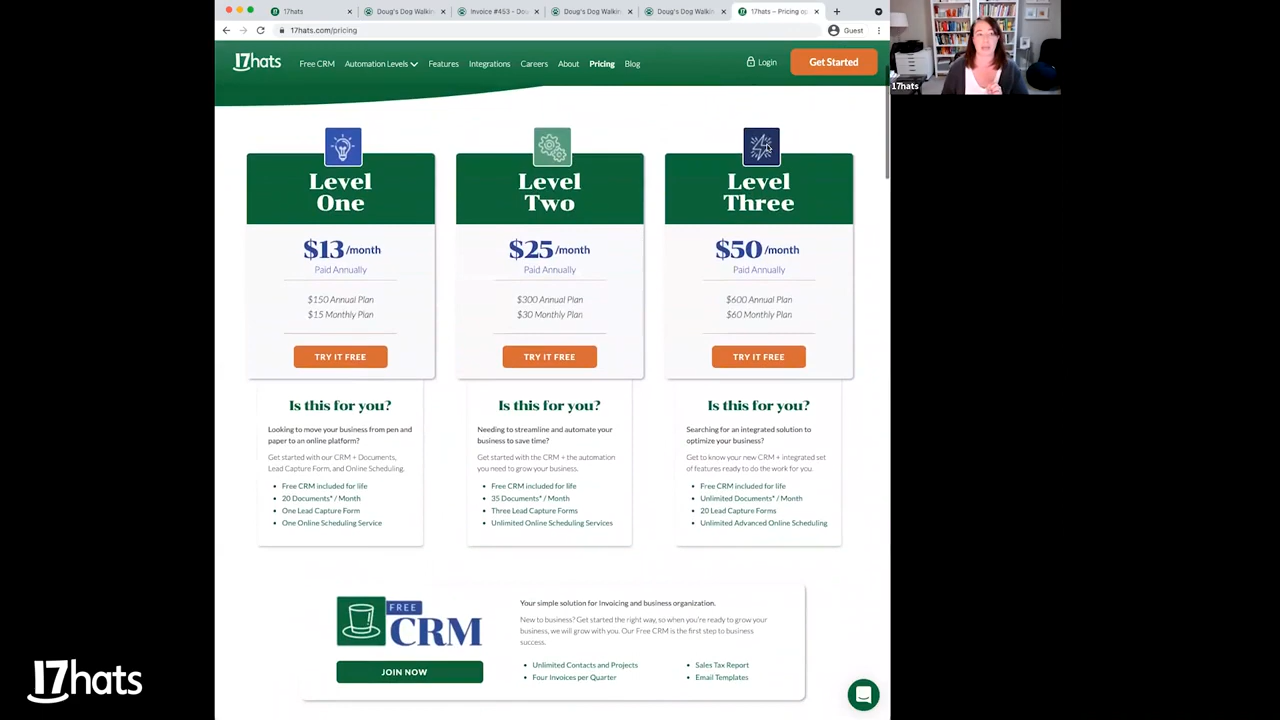 17hats
Doug's Dog Walkin
Invoice #453 - Do
Doug's Dog Walkin
Doug's Dog Walkin
17hats – Pricing op
17hats.com/pricing
Guest
17hats
Free CRM
Automation Levels
Features
Integrations
Careers
About
Pricing
Blog
Login
Get Started
17hats
Level
One
$13/month
Paid Annually
$150 Annual Plan
$15 Monthly Plan
TRY IT FREE
Is this for you?
Looking to move your business from pen and
paper to an online platform?
Get started with our CRM + Documents,
Lead Capture Form, and Online Scheduling.
• Free CRM included for life
• 20 Documents* / Month
• One Lead Capture Form
• One Online Scheduling Service
Level
Two
$25/month
Paid Annually
$300 Annual Plan
$30 Monthly Plan
TRY IT FREE
Is this for you?
Needing to streamline and automate your
business to save time?
Get started with the CRM + the automation
you need to grow your business.
• Free CRM included for life
• 35 Documents* / Month
• Three Lead Capture Forms
• Unlimited Online Scheduling Services
Level
Three
$50/month
Paid Annually
$600 Annual Plan
$60 Monthly Plan
TRY IT FREE
Is this for you?
Searching for an integrated solution to
optimize your business?
Get to know your new CRM + integrated set
of features ready to do the work for you.
• Free CRM included for life
• Unlimited Documents* / Month
• 20 Lead Capture Forms
• Unlimited Advanced Online Scheduling
FREE
CRM
JOIN NOW
Your simple solution for Invoicing and business organization.
New to business? Get started the right way, so when you're ready to grow your
business, we will grow with you. Our Free CRM is the first step to business
success.
• Unlimited Contacts and Projects
• Four Invoices per Quarter
• Sales Tax Report
• Email Templates
17hats